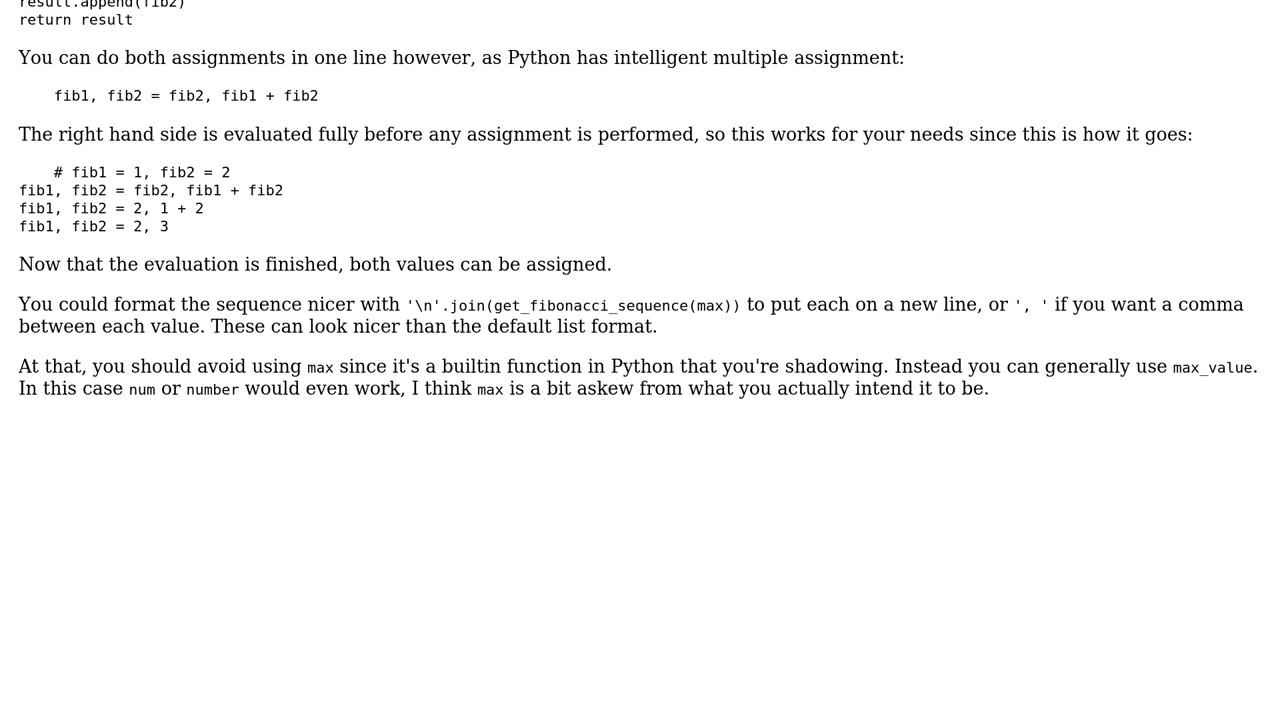 result.append(fib2)
return result
You can do both assignments in one line however, as Python has intelligent multiple assignment:
fib1, fib2 = fib2, fib1 + fib2
The right hand side is evaluated fully before any assignment is performed, so this works for your needs since this is how it goes:
# fib1 = 1, fib2 = 2
fib1, fib2 = fib2, fib1 + fib2
fib1, fib2 = 2, 1 + 2
fib1, fib2 = 2, 3
Now that the evaluation is finished, both values can be assigned.
You could format the sequence nicer with '\n'.join(get_fibonacci_sequence(max)) to put each on a new line, or ', ' if you want a comma
between each value. These can look nicer than the default list format.
At that, you should avoid using max since it's a builtin function in Python that you're shadowing. Instead you can generally use max_value.
In this case num or number would even work, I think max is a bit askew from what you actually intend it to be.